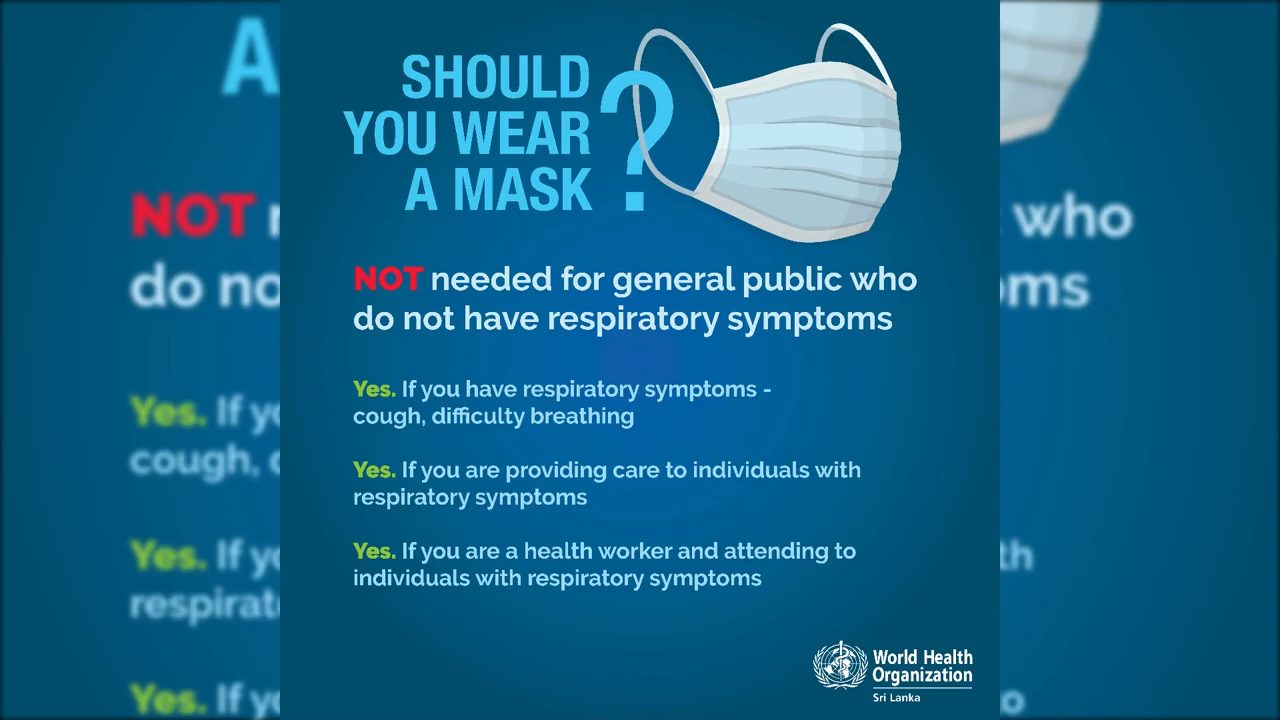 SHOULD
YOU WEAR
A MASK ?
NOT needed for general public who
do not have respiratory symptoms
Yes. If you have respiratory symptoms -
cough, difficulty breathing
Yes. If you are providing care to individuals with
respiratory symptoms
Yes. If you are a health worker and attending to
individuals with respiratory symptoms
World Health
Organization
Sri Lanka